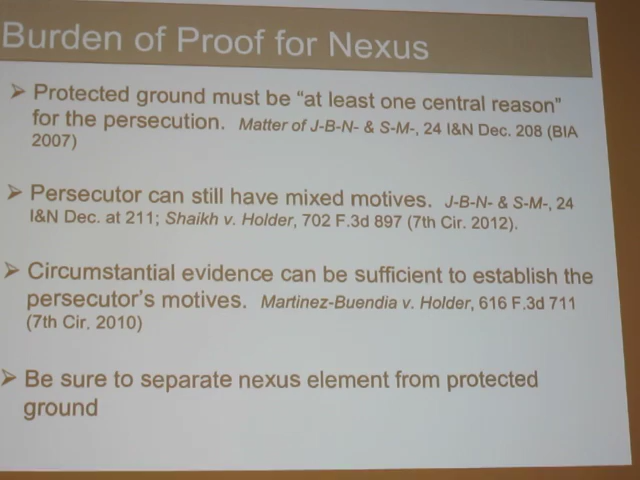 Burden of Proof for Nexus
➢ Protected ground must be “at least one central reason”
for the persecution. Matter of J-B-N- & S-M-, 24 I&N Dec. 208 (BIA
2007)
➢ Persecutor can still have mixed motives. J-B-N- & S-M-, 24
I&N Dec. at 211; Shaikh v. Holder, 702 F.3d 897 (7th Cir. 2012).
➢ Circumstantial evidence can be sufficient to establish the
persecutor’s motives. Martinez-Buendia v. Holder, 616 F.3d 711
(7th Cir. 2010)
➢ Be sure to separate nexus element from protected
ground